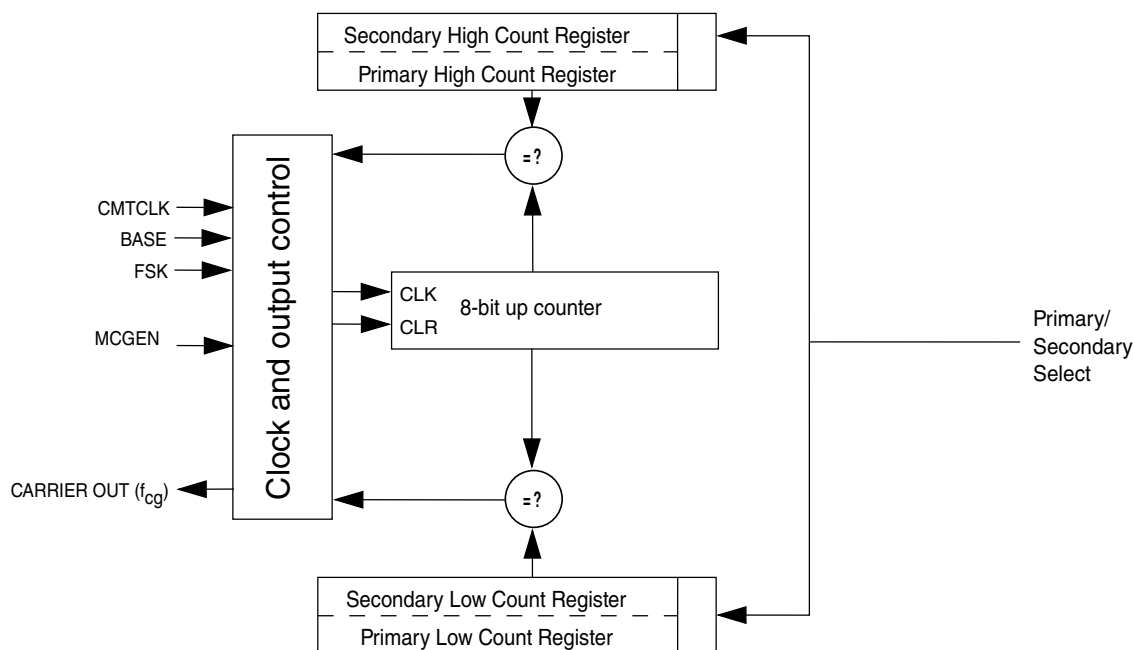 Secondary High Count Register
Primary High Count Register
=?
Clock and output control
CMTCLK
BASE
FSK
MCGEN
CARRIER OUT (fcg)
CLK
CLR
8-bit up counter
Primary/
Secondary
Select
=?
Secondary Low Count Register
Primary Low Count Register